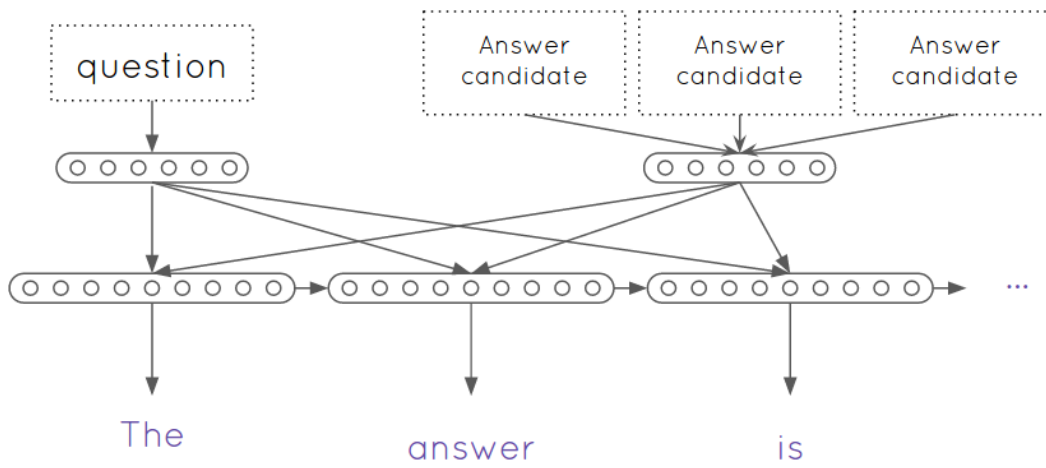 question
Answer
candidate
Answer
candidate
Answer
candidate
...
The
answer
is